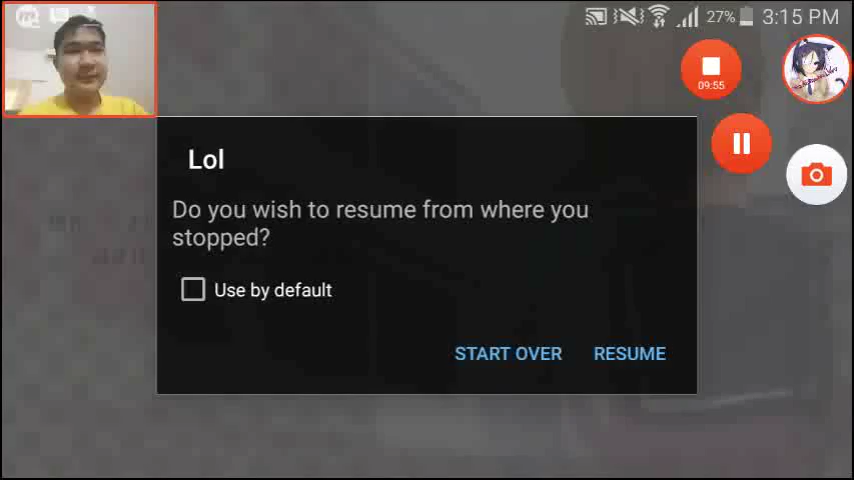 27% 3:15 PM
09:55
Lol
Do you wish to resume from where you
stopped?
Use by default
START OVER RESUME